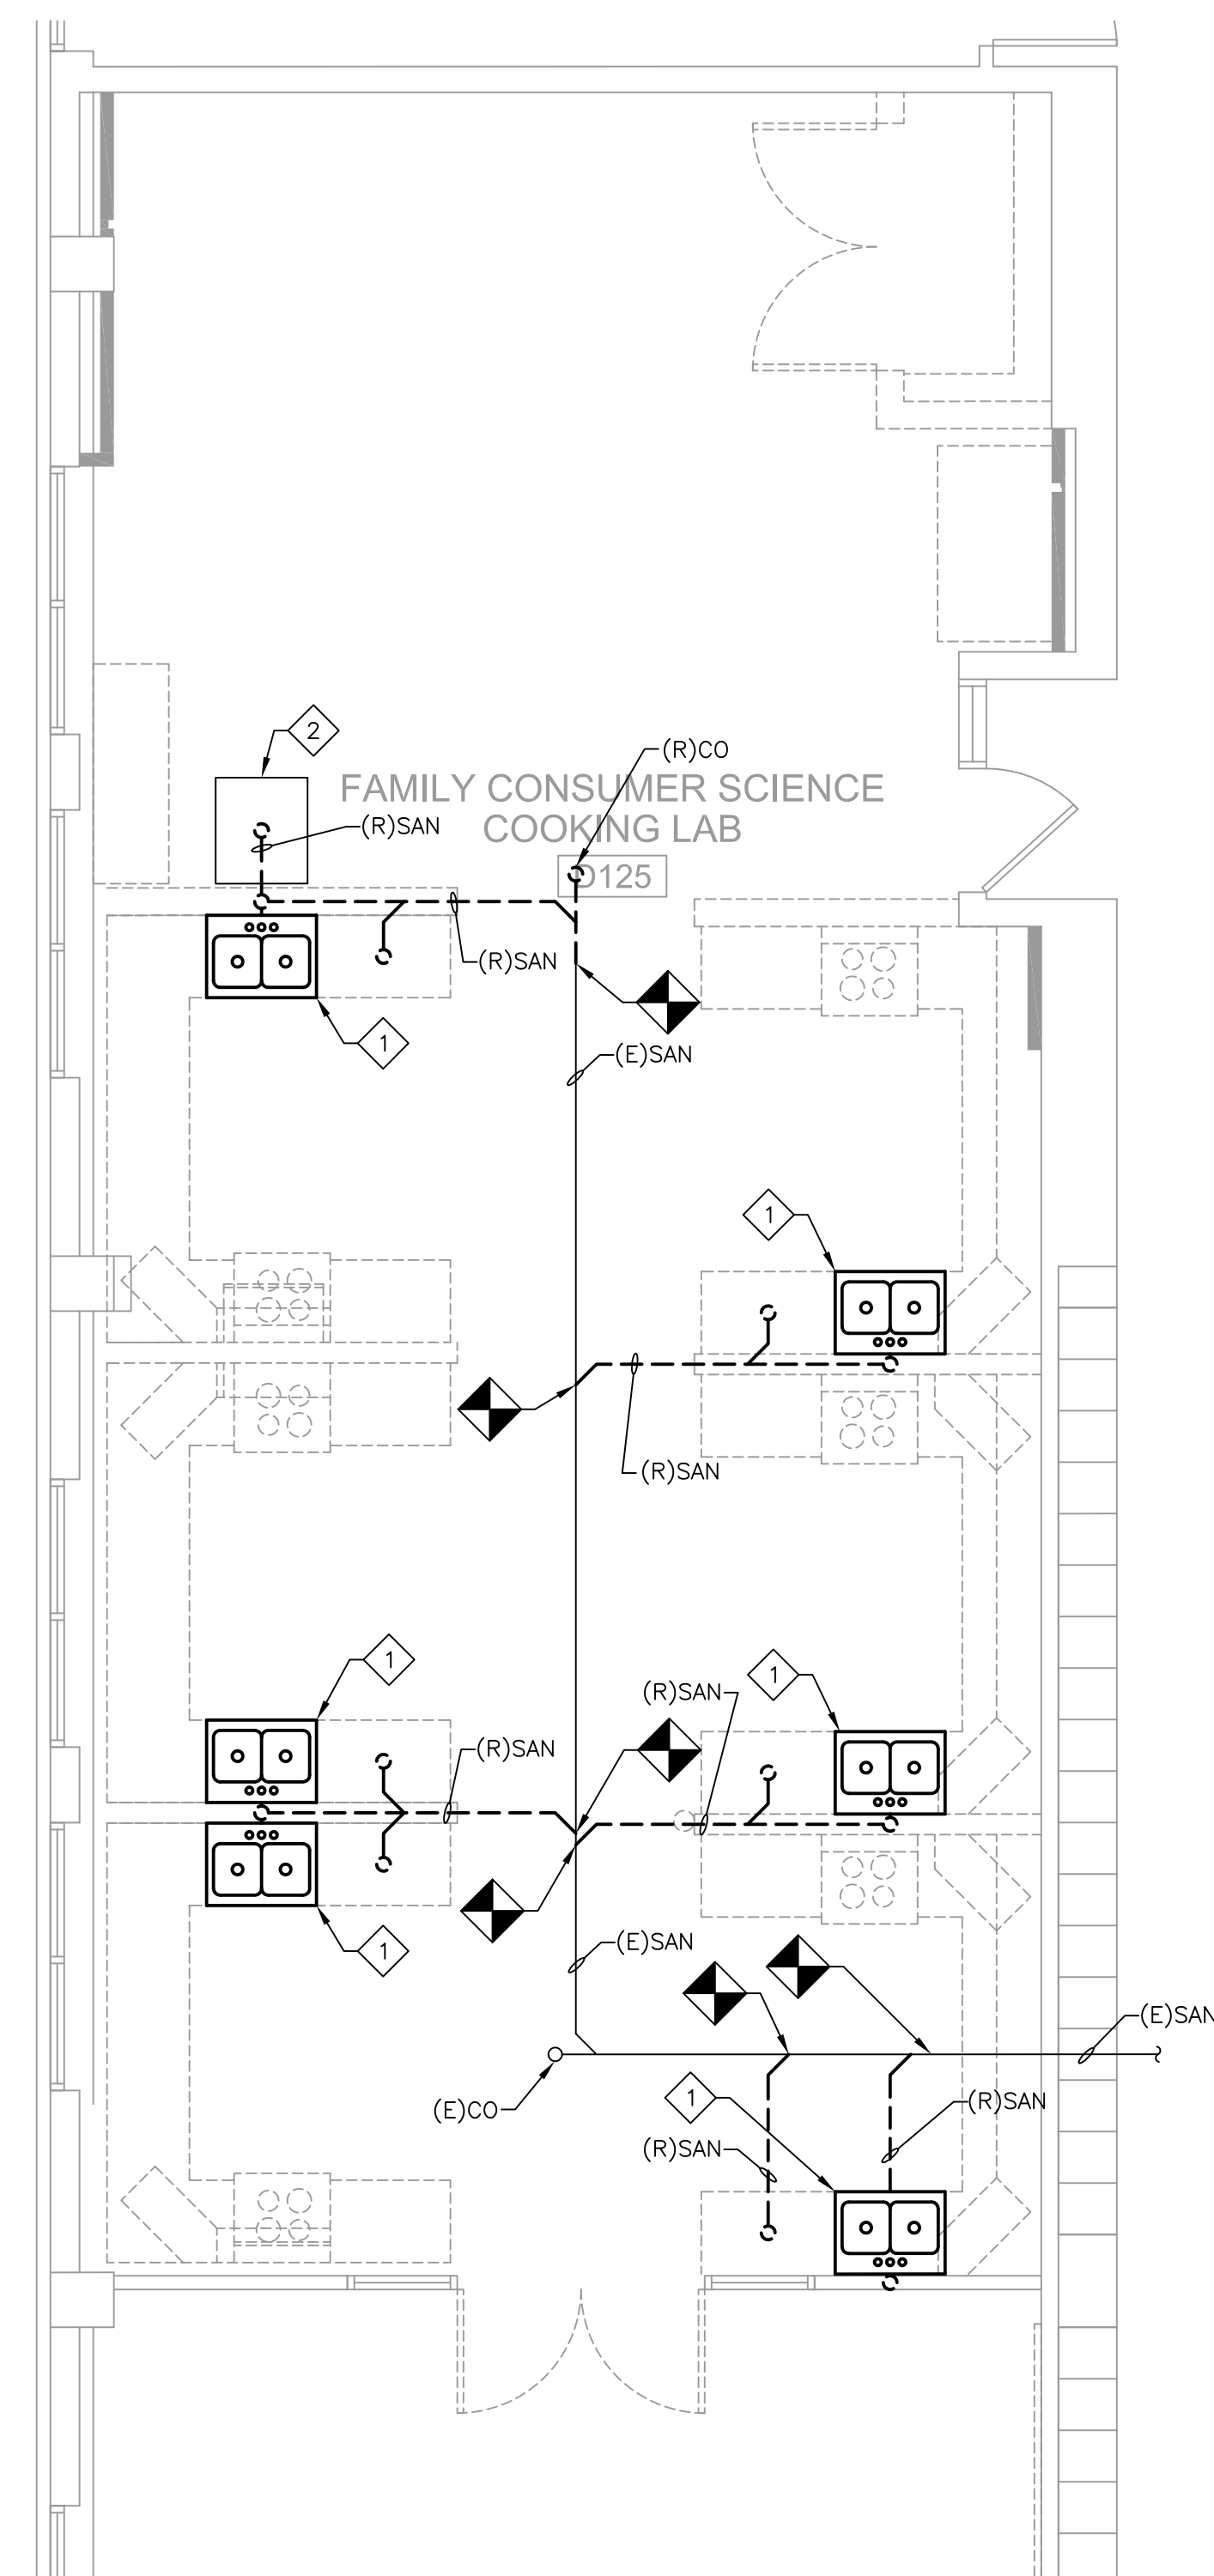 2
(R)CO
FAMILY CONSUMER SCIENCE
COOKING LAB
(R)SAN
D125
(R)SAN
1
(E)SAN
1
(R)SAN
1
(R)SAN
1
(R)SAN
1
(E)SAN
(E)SAN
(E)CO
1
(R)SAN
(R)SAN